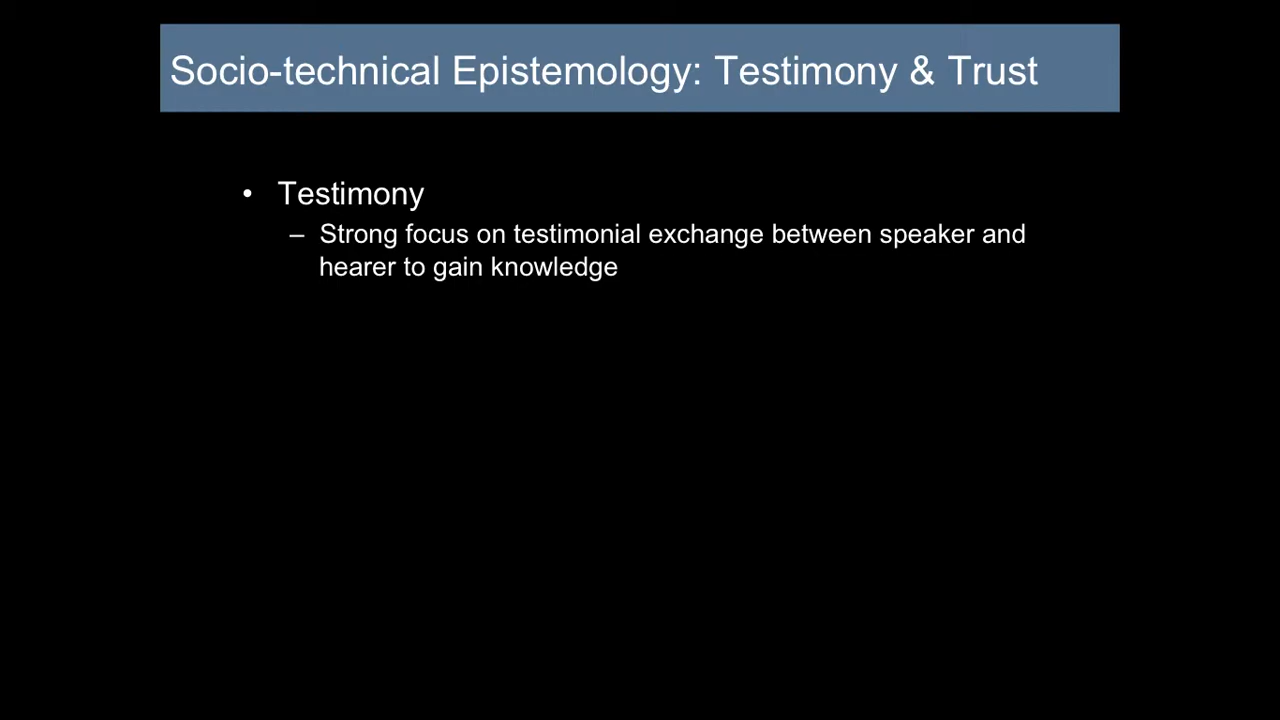 Socio-technical Epistemology: Testimony & Trust
• Testimony
– Strong focus on testimonial exchange between speaker and
hearer to gain knowledge